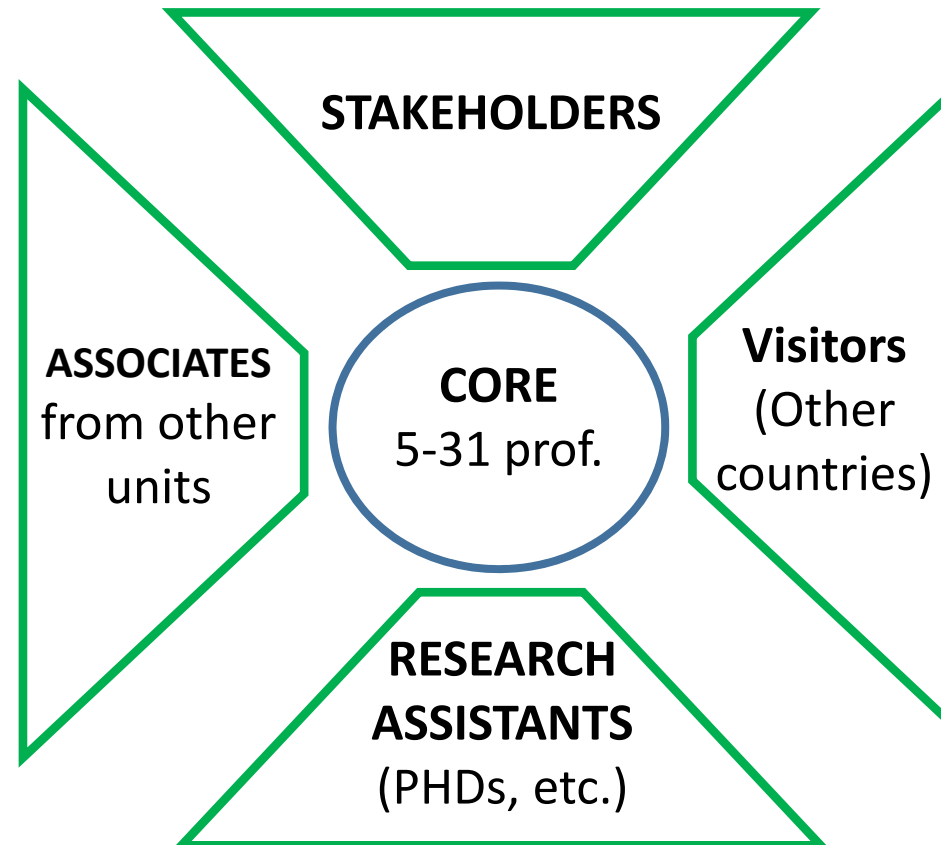 STAKEHOLDERS
ASSOCIATES
from other
units
CORE
5-31 prof.
Visitors
(Other
countries)
RESEARCH
ASSISTANTS
(PHDs, etc.)